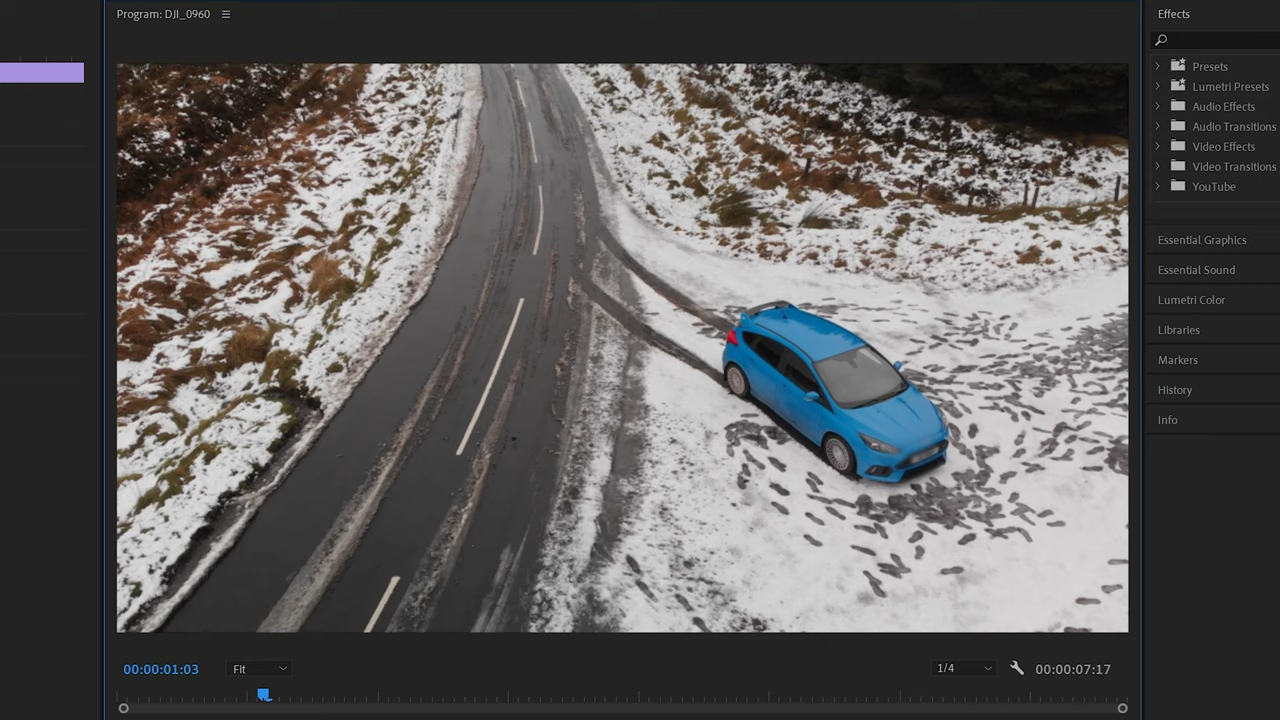 Program: DJI_0960
00:00:01:03
Fit
1/4
00:00:07:17
Effects
Presets
Lumetri Presets
Audio Effects
Audio Transitions
Video Effects
Video Transitions
YouTube
Essential Graphics
Essential Sound
Lumetri Color
Libraries
Markers
History
Info